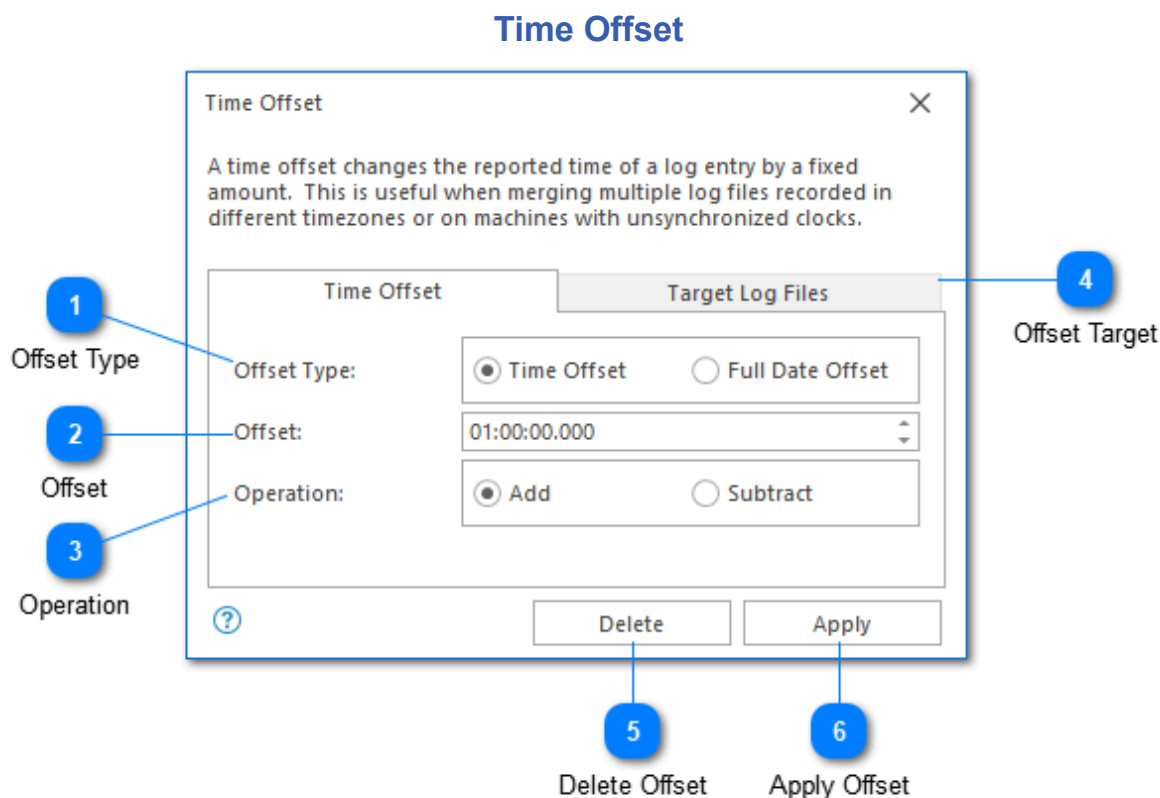 Time Offset
Time Offset
A time offset changes the reported time of a log entry by a fixed
amount.  This is useful when merging multiple log files recorded in
different timezones or on machines with unsynchronized clocks.
Time Offset Target Log Files
1
Offset Type
4
Offset Target
Offset Type: Time Offset Full Date Offset
2
Offset
Offset: 01:00:00.000
Operation: Add Subtract
3
Operation
? Delete Apply
5
Delete Offset
6
Apply Offset